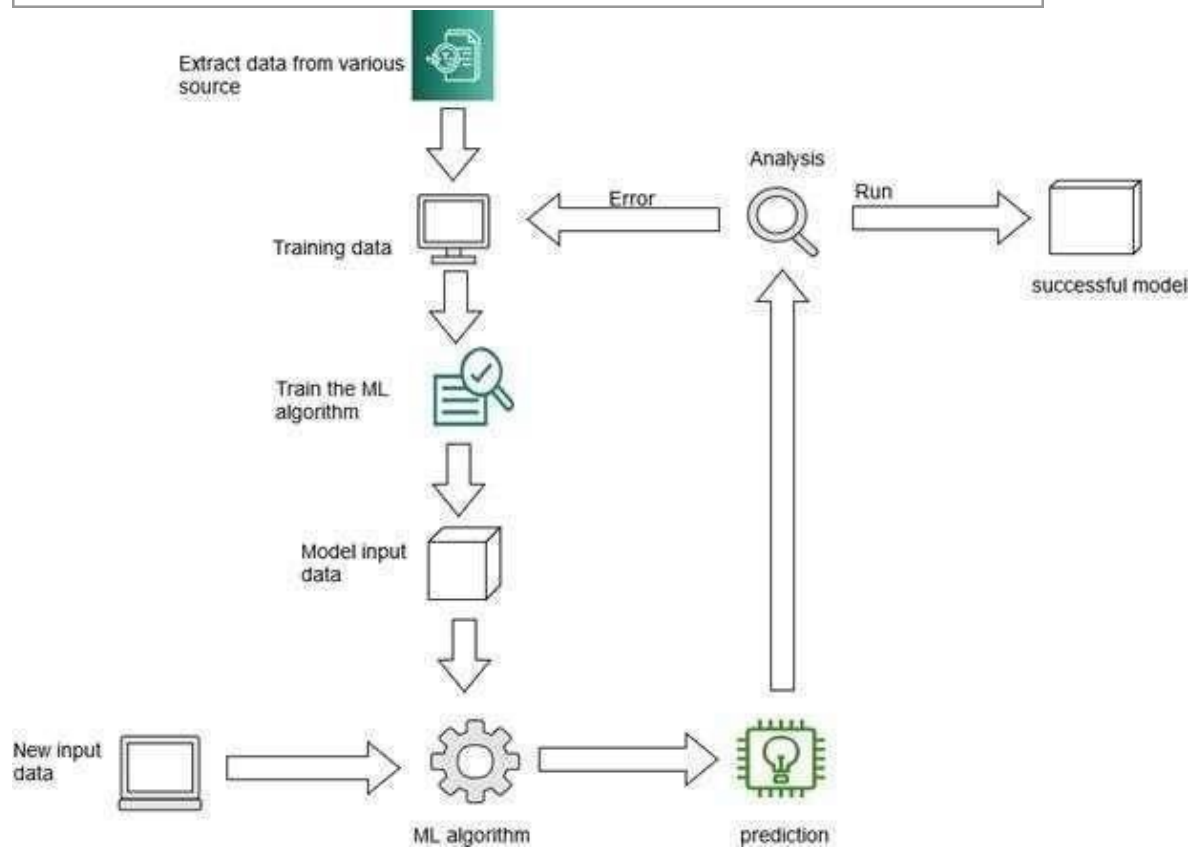 Extract data from various
source
Analysis
Error
Run
Training data
successful model
Train the ML
algorithm
Model input
data
New input
data
ML algorithm
prediction